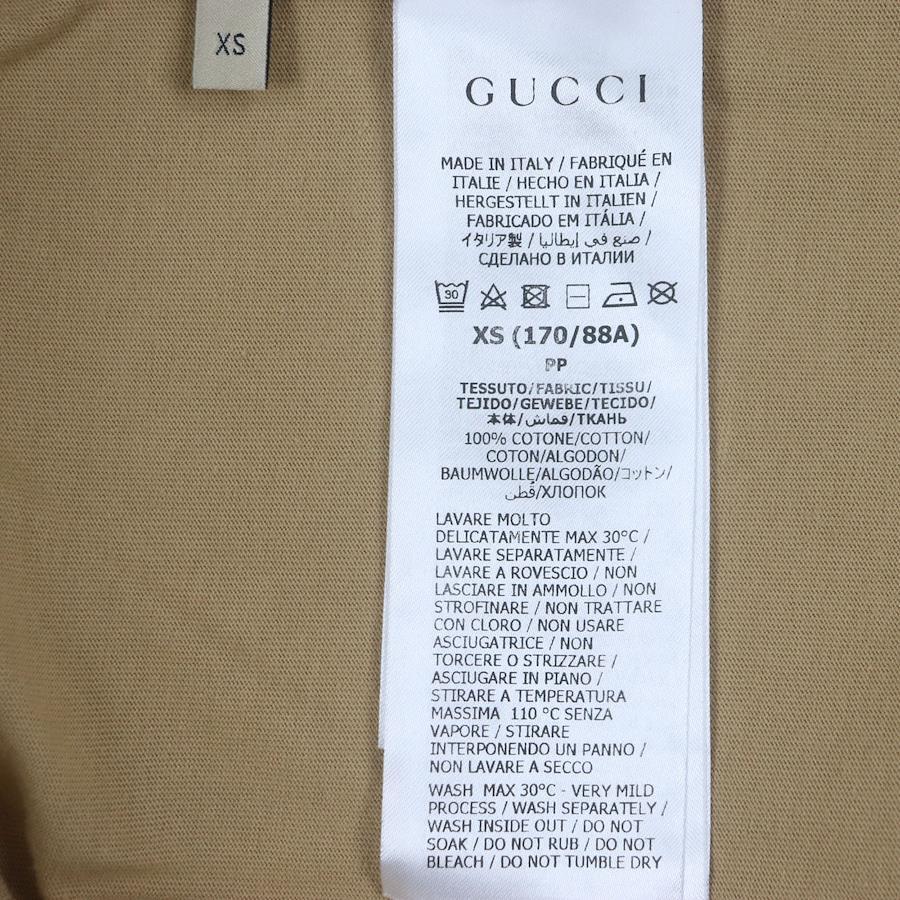 XS
GUCCI
MADE IN ITALY / FABRIQUÉ EN
ITALIE / HECHO EN ITALIA /
HERGESTELLT IN ITALIEN /
FABRICADO EM ITÁLIA /
イタリア製 / صنع في إيطاليا /
СДЕЛАНО В ИТАЛИИ
30
XS (170/88A)
PP
TESSUTO/FABRIC/TISSU/
TEJIDO/GEWEBE/TECIDO/
本体/قماش/ТКАНЬ
100% COTONE/COTTON/
COTON/ALGODON/
BAUMWOLLE/ALGODÃO/コットン/
قطن/ХЛОПОК
LAVARE MOLTO
DELICATAMENTE MAX 30°C /
LAVARE SEPARATAMENTE /
LAVARE A ROVESCIO / NON
LASCIARE IN AMMOLLO / NON
STROFINARE / NON TRATTARE
CON CLORO / NON USARE
ASCIUGATRICE / NON
TORCERE O STRIZZARE /
ASCIUGARE IN PIANO /
STIRARE A TEMPERATURA
MASSIMA 110 °C SENZA
VAPORE / STIRARE
INTERPONENDO UN PANNO /
NON LAVARE A SECCO
WASH MAX 30°C - VERY MILD
PROCESS / WASH SEPARATELY /
WASH INSIDE OUT / DO NOT
SOAK / DO NOT RUB / DO NOT
BLEACH / DO NOT TUMBLE DRY